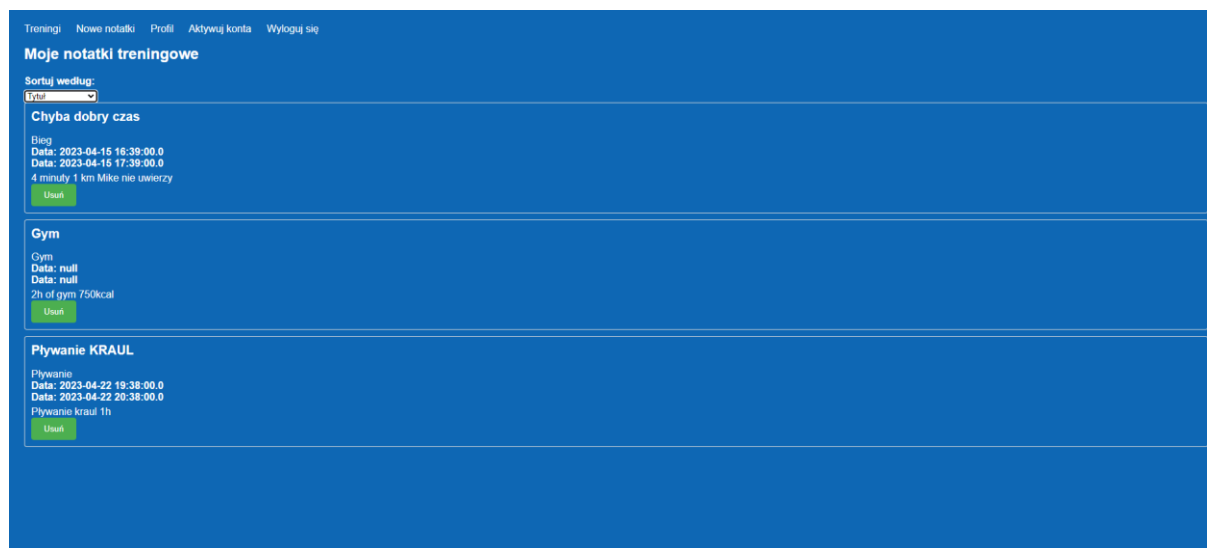 Treningi Nowe notatki Profil Aktywuj konta Wyloguj się
Moje notatki treningowe
Sortuj według:
Tytuł
Chyba dobry czas
Bieg
Data: 2023-04-15 16:39:00.0
Data: 2023-04-15 17:39:00.0
4 minuty 1 km Mike nie uwierzy
Usuń
Gym
Gym
Data: null
Data: null
2h of gym 750kcal
Usuń
Pływanie KRAUL
Pływanie
Data: 2023-04-22 19:38:00.0
Data: 2023-04-22 20:38:00.0
Pływanie kraul 1h
Usuń